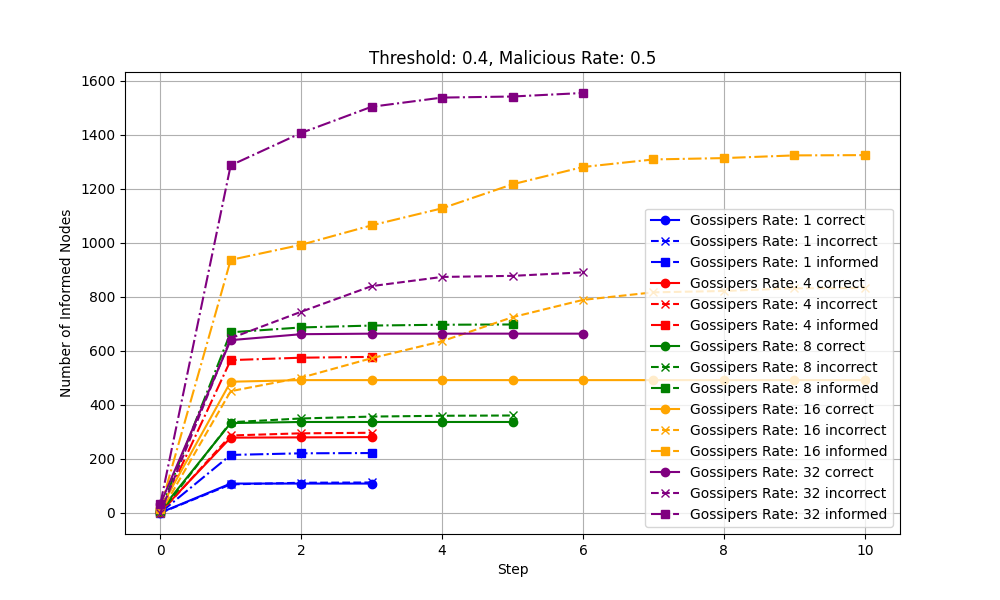 Threshold: 0.4, Malicious Rate: 0.5
1600
1400
1200
1000
800
600
400
200
0
Number of Informed Nodes
Gossipers Rate: 1 correct
Gossipers Rate: 1 incorrect
Gossipers Rate: 1 informed
Gossipers Rate: 4 correct
Gossipers Rate: 4 incorrect
Gossipers Rate: 4 informed
Gossipers Rate: 8 correct
Gossipers Rate: 8 incorrect
Gossipers Rate: 8 informed
Gossipers Rate: 16 correct
Gossipers Rate: 16 incorrect
Gossipers Rate: 16 informed
Gossipers Rate: 32 correct
Gossipers Rate: 32 incorrect
Gossipers Rate: 32 informed
0 2 4 6 8 10
Step